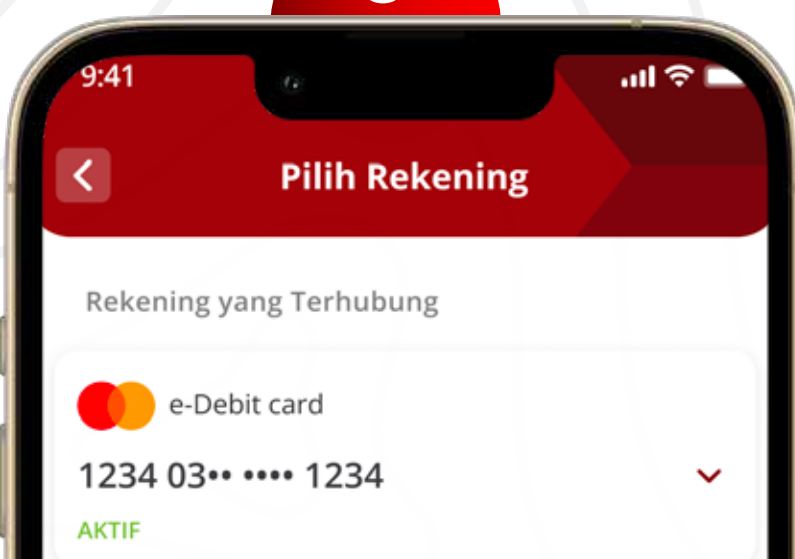 9:41
Pilih Rekening
Rekening yang Terhubung
e-Debit card
1234 03•• •••• 1234
AKTIF